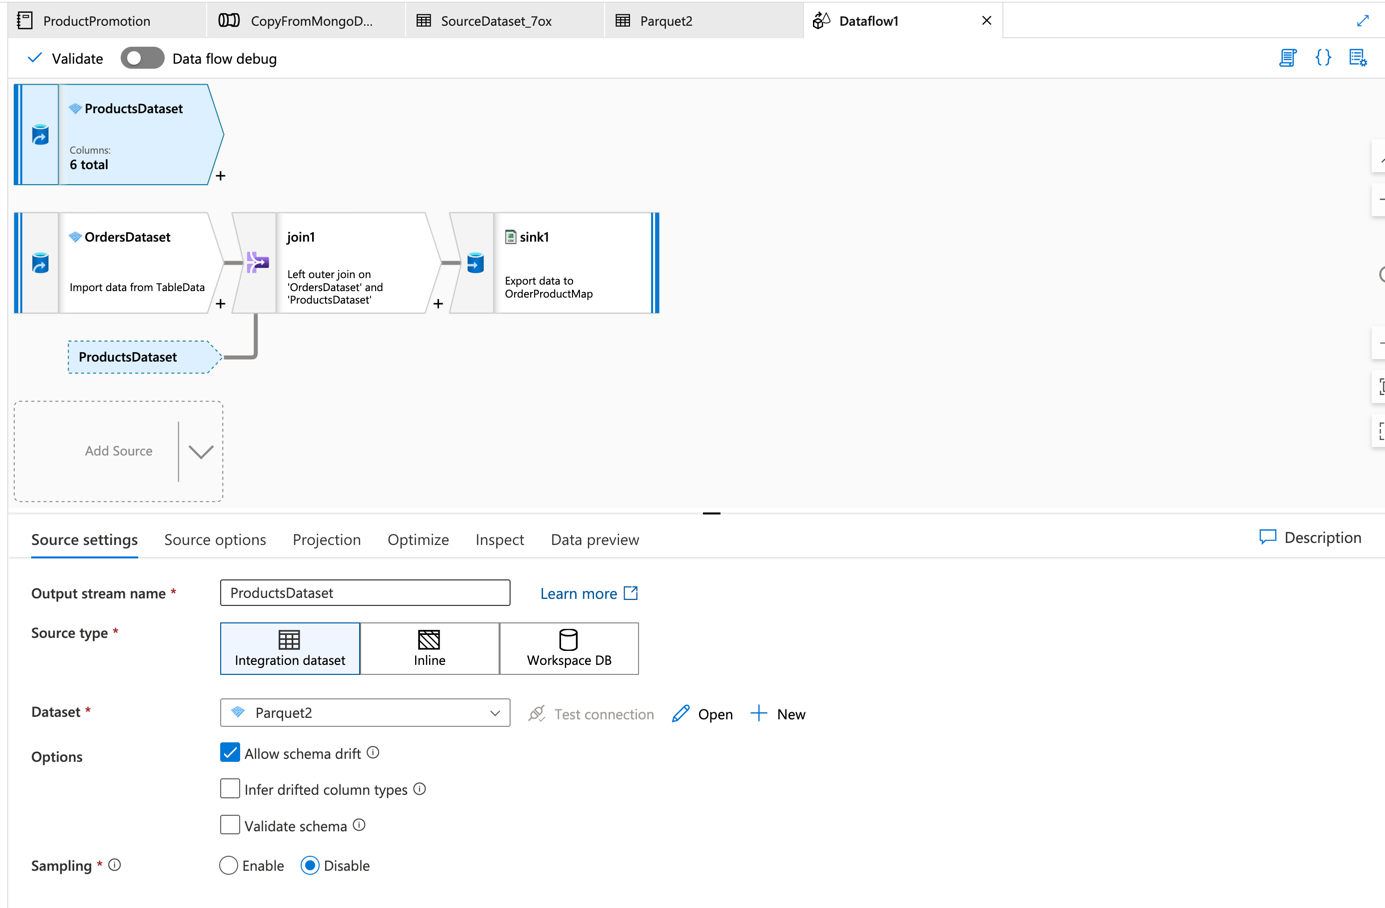 ProductPromotion
CopyFromMongoD...
SourceDataset_7ox
Parquet2
Dataflow1
Validate
Data flow debug
ProductsDataset
Columns:
6 total
+
OrdersDataset
Import data from TableData
+
join1
Left outer join on
'OrdersDataset' and
'ProductsDataset'
+
sink1
Export data to
OrderProductMap
ProductsDataset
Add Source
Source settings
Source options
Projection
Optimize
Inspect
Data preview
Description
Output stream name *
ProductsDataset
Learn more
Source type *
Integration dataset
Inline
Workspace DB
Dataset *
Parquet2
Test connection
Open
New
Options
Allow schema drift
Infer drifted column types
Validate schema
Sampling *
Enable
Disable